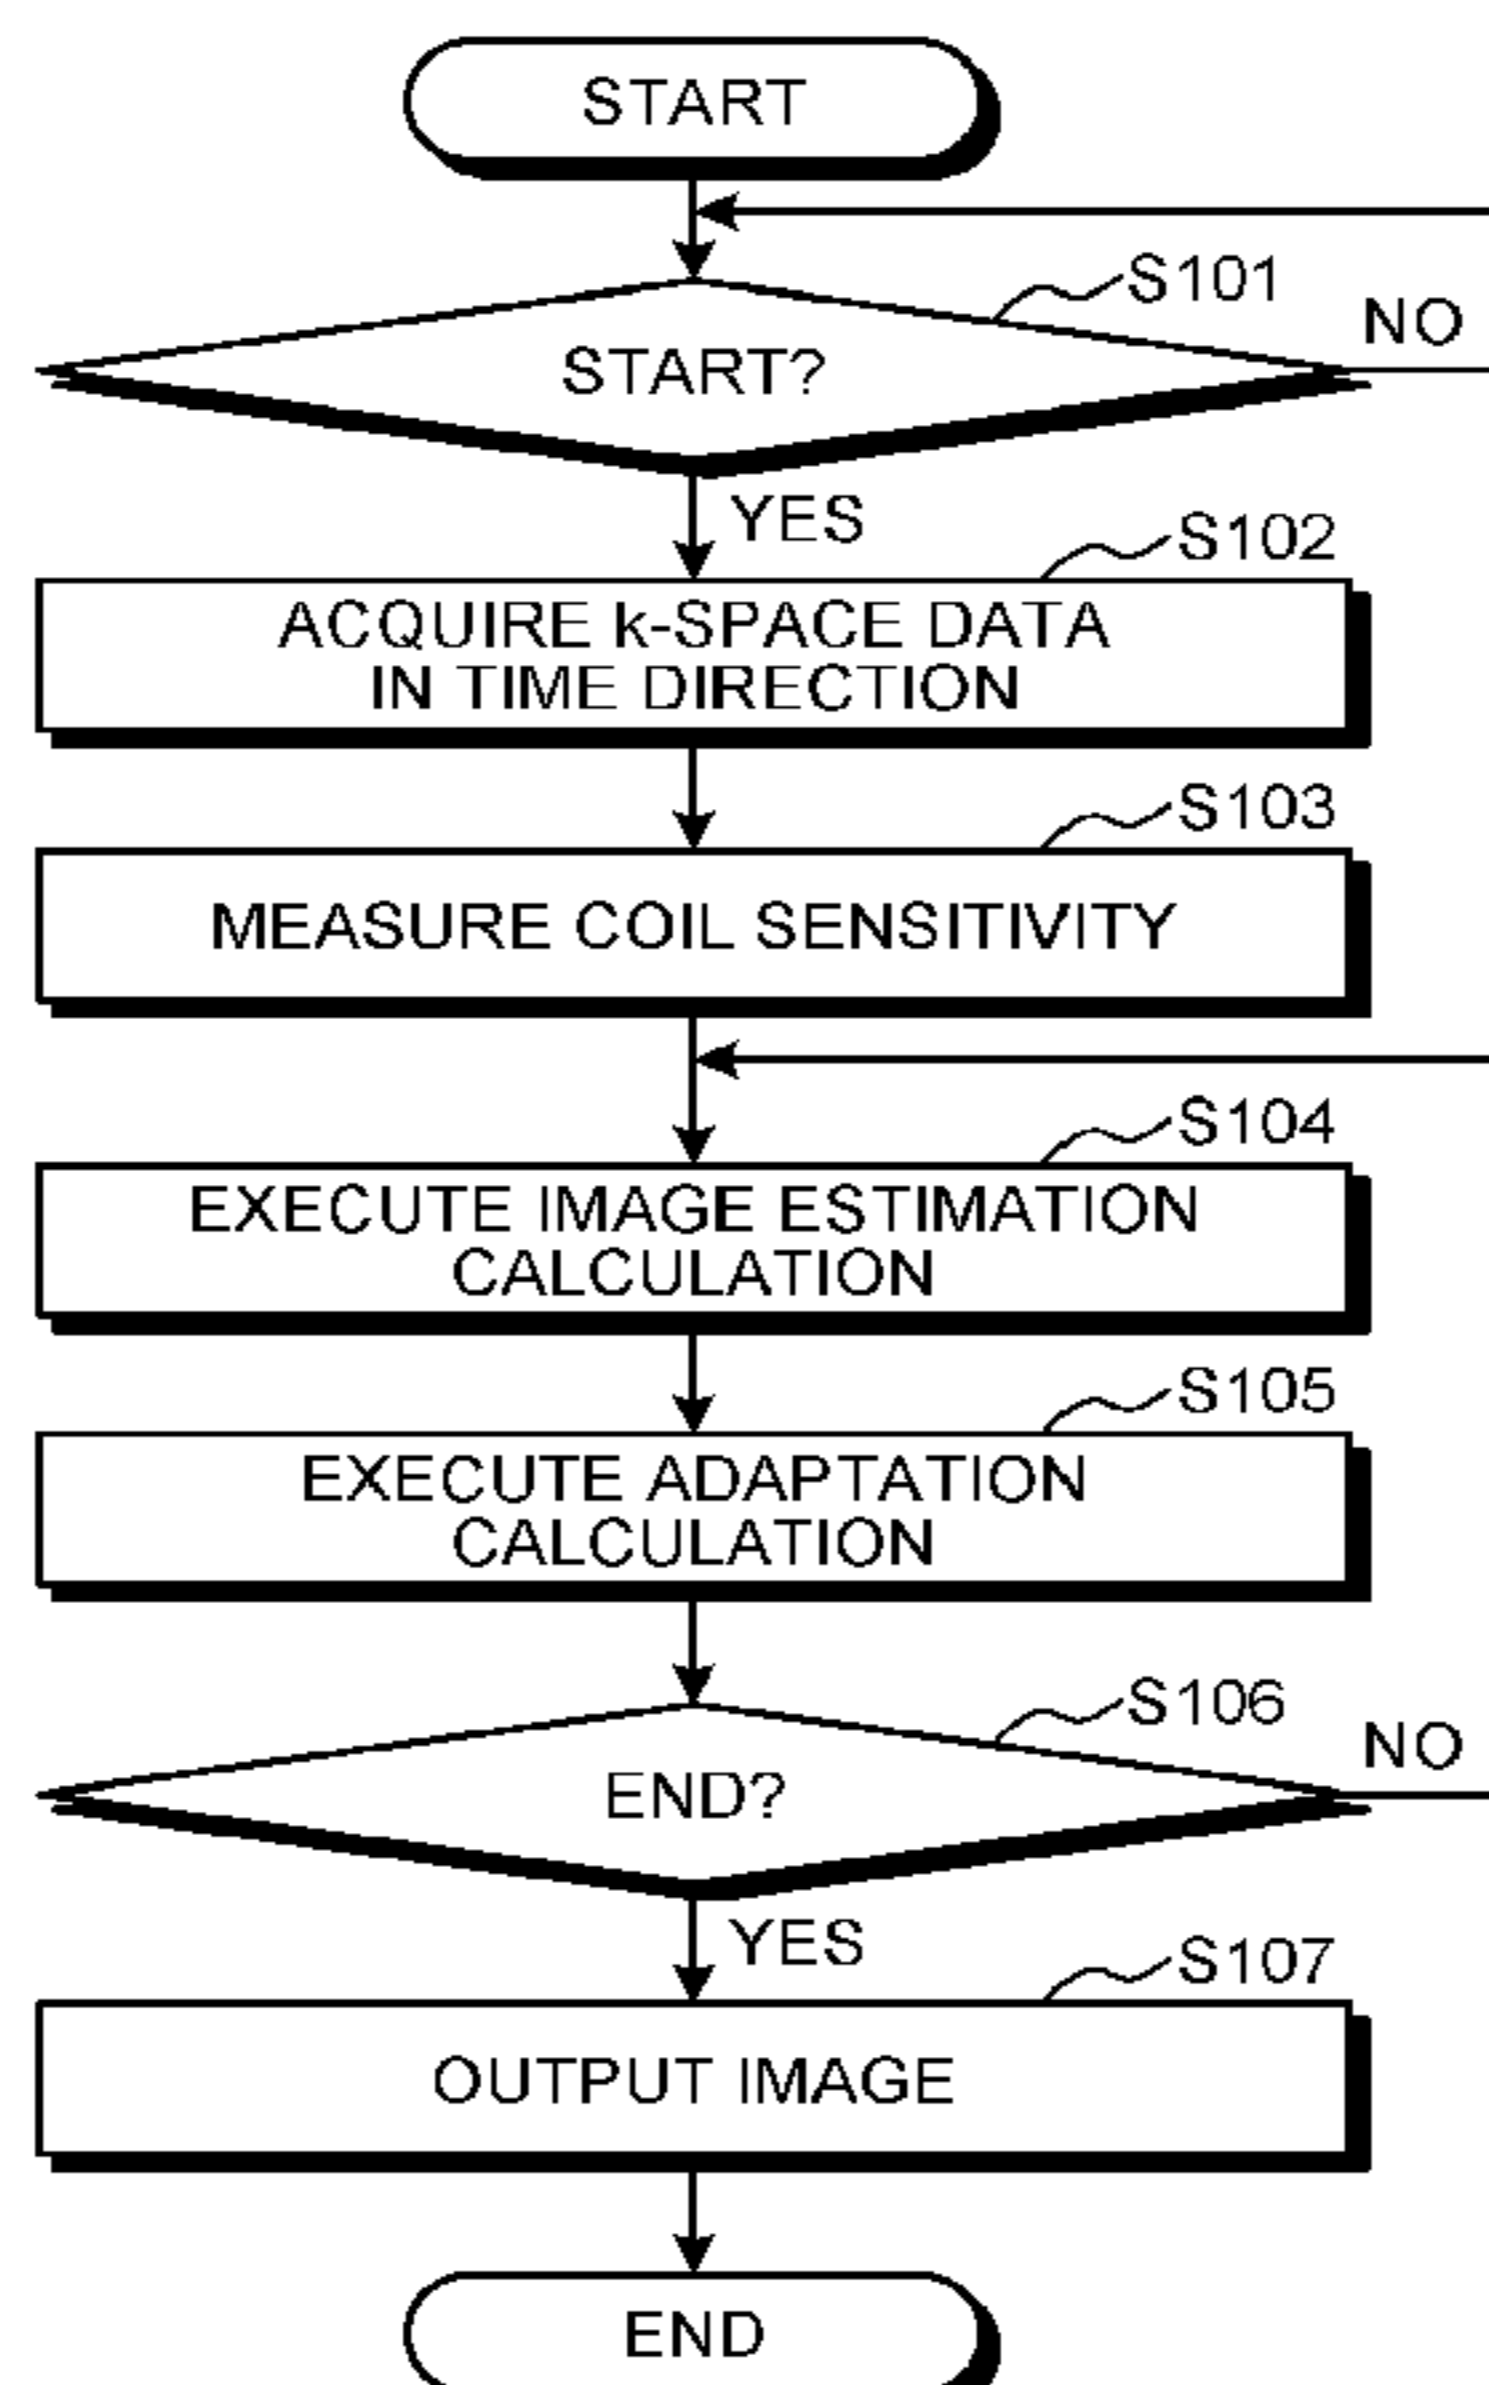 START
S101
NO
START?
YES
S102
ACQUIRE k-SPACE DATA
IN TIME DIRECTION
S103
MEASURE COIL SENSITIVITY
S104
EXECUTE IMAGE ESTIMATION
CALCULATION
S105
EXECUTE ADAPTATION
CALCULATION
S106
NO
END?
YES
S107
OUTPUT IMAGE
END